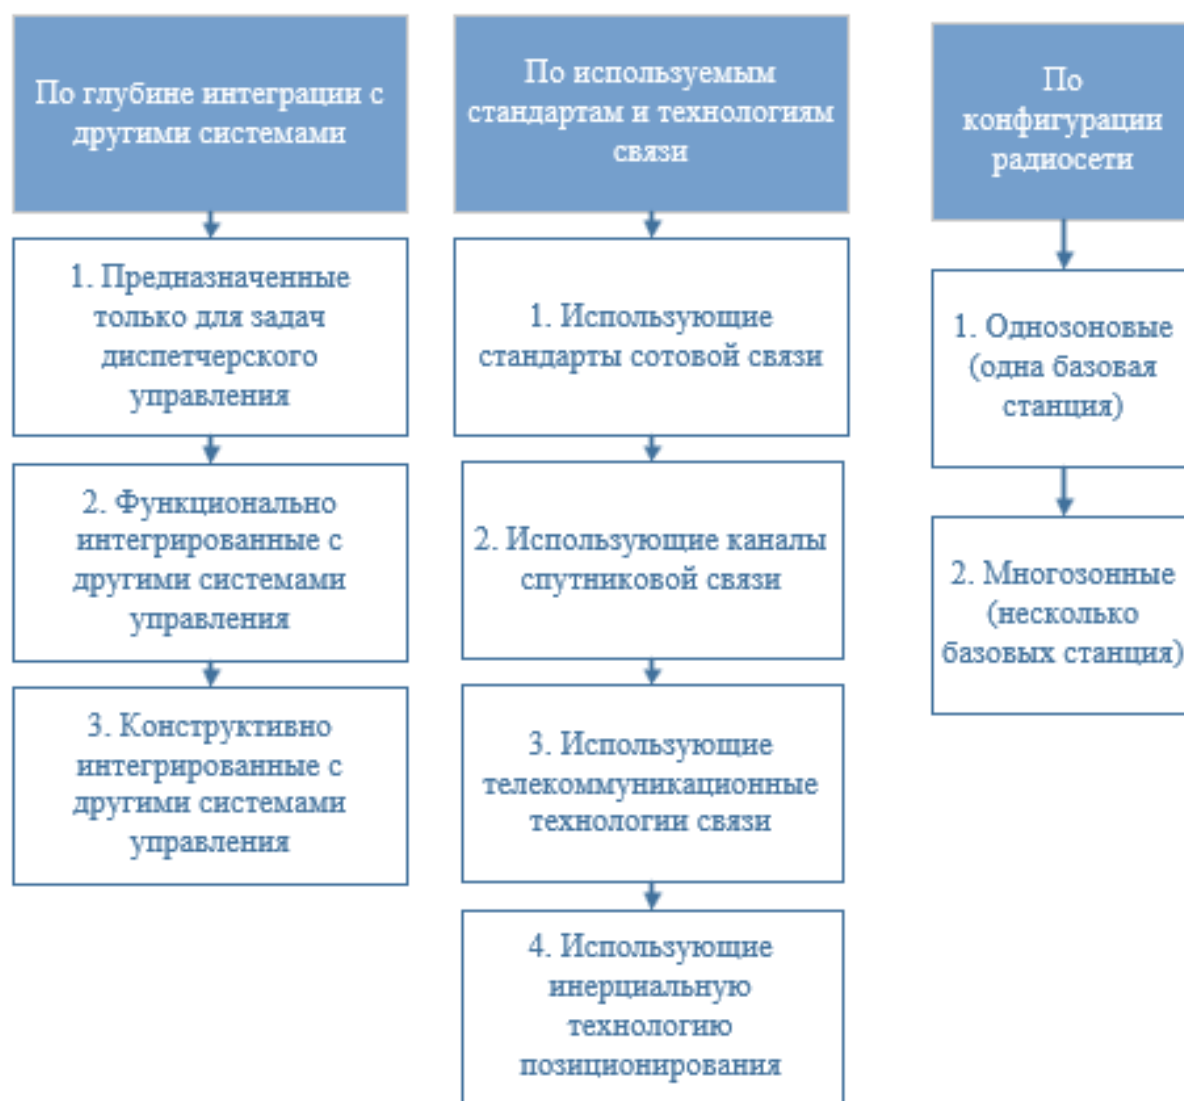 По глубине интеграции с
другими системами
1. Предназначенные
только для задач
диспетчерского
управления
2. Функционально
интегрированные с
другими системами
управления
3. Конструктивно
интегрированные с
другими системами
управления
По используемым
стандартам и технологиям
связи
1. Использующие
стандарты сотовой связи
2. Использующие каналы
спутниковой связи
3. Использующие
телекоммуникационные
технологии связи
4. Использующие
инерциальную
технологию
позиционирования
По
конфигурации
радиосети
1. Однозоновые
(одна базовая
станция)
2. Многозонные
(несколько
базовых станция)